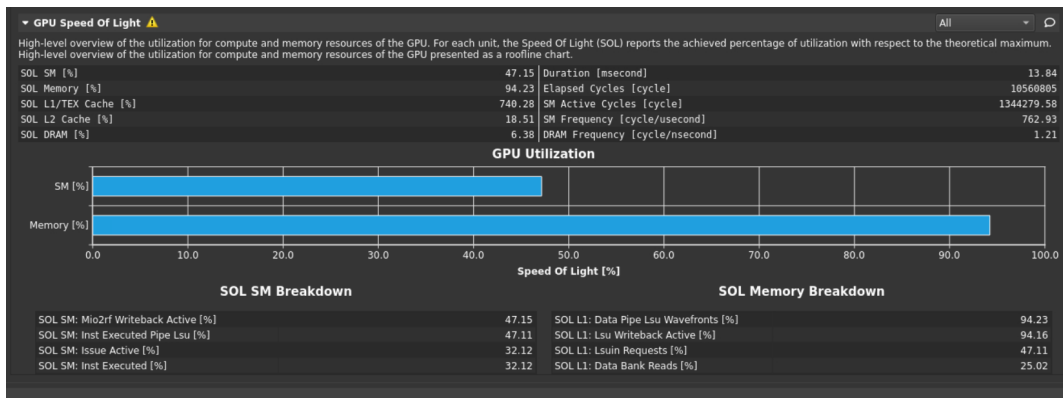 GPU Speed Of Light
All
High-level overview of the utilization for compute and memory resources of the GPU. For each unit, the Speed Of Light (SOL) reports the achieved percentage of utilization with respect to the theoretical maximum.
High-level overview of the utilization for compute and memory resources of the GPU presented as a roofline chart.
SOL SM [%] 47.15 Duration [msecond] 13.84
SOL Memory [%] 94.23 Elapsed Cycles [cycle] 10560805
SOL L1/TEX Cache [%] 740.28 SM Active Cycles [cycle] 1344279.58
SOL L2 Cache [%] 18.51 SM Frequency [cycle/usecond] 762.93
SOL DRAM [%] 6.38 DRAM Frequency [cycle/nsecond] 1.21
GPU Utilization
SM [%]
Memory [%]
0.0 10.0 20.0 30.0 40.0 50.0 60.0 70.0 80.0 90.0 100.0
Speed Of Light [%]
SOL SM Breakdown SOL Memory Breakdown
SOL SM: Mio2rf Writeback Active [%] 47.15 SOL L1: Data Pipe Lsu Wavefronts [%] 94.23
SOL SM: Inst Executed Pipe Lsu [%] 47.11 SOL L1: Lsu Writeback Active [%] 94.16
SOL SM: Issue Active [%] 32.12 SOL L1: Lsuin Requests [%] 47.11
SOL SM: Inst Executed [%] 32.12 SOL L1: Data Bank Reads [%] 25.02